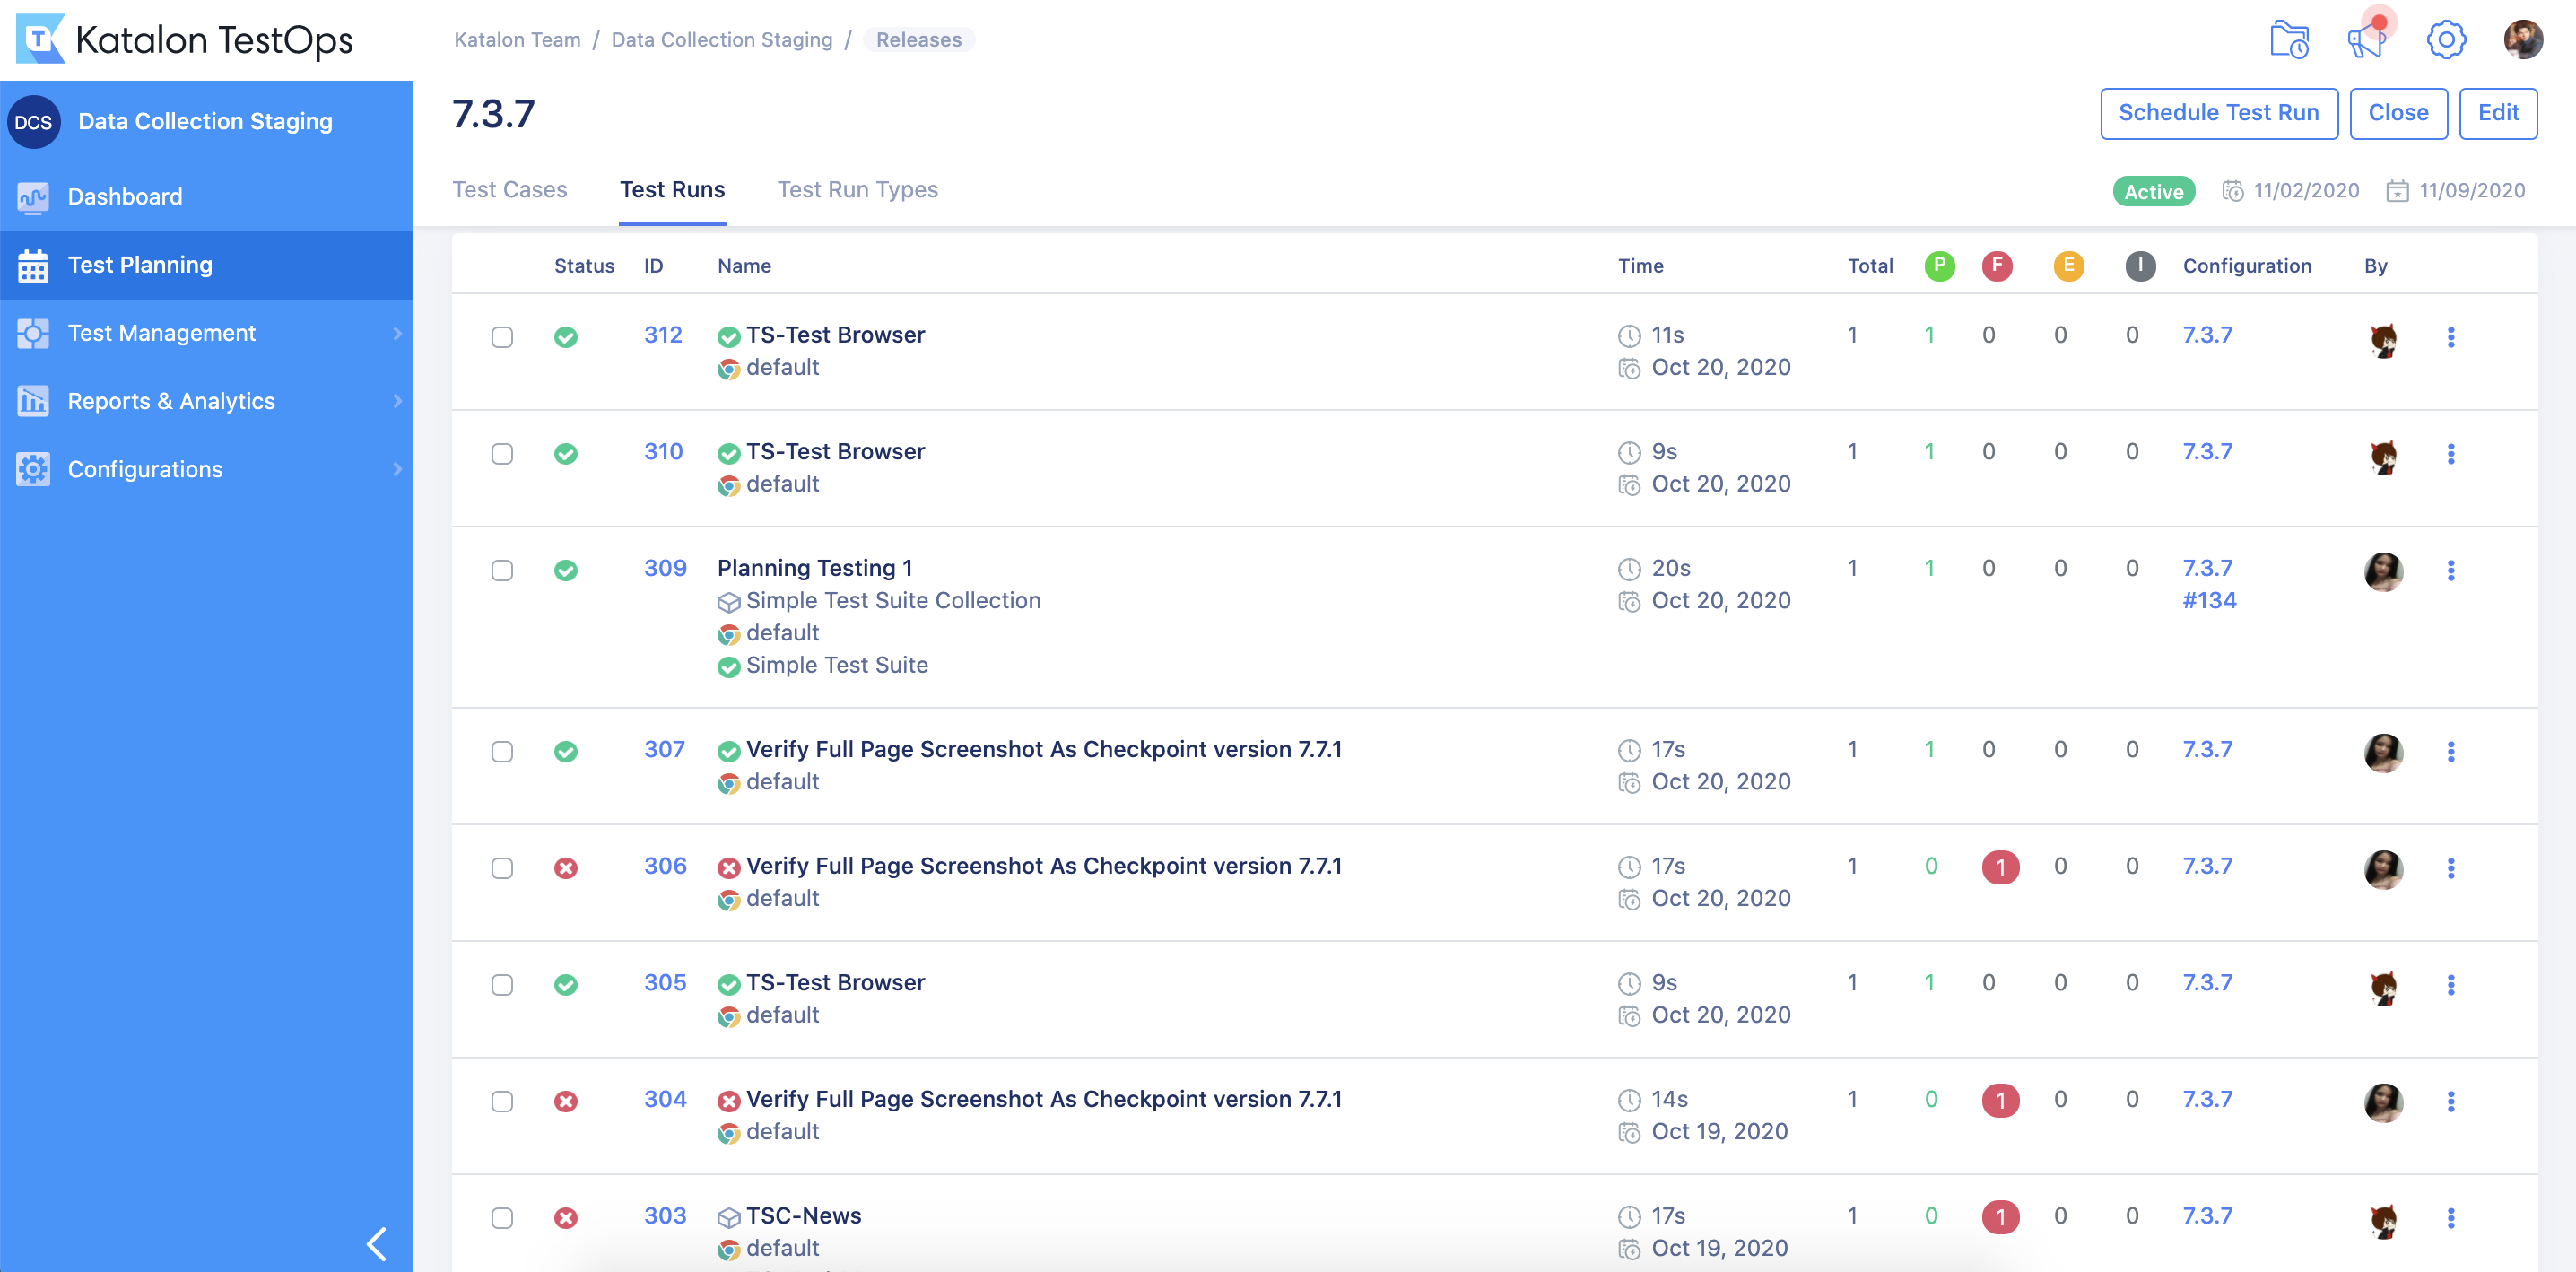 T Katalon TestOps
Katalon Team / Data Collection Staging / Releases
DCS Data Collection Staging
7.3.7
Schedule Test Run Close Edit
Dashboard
Test Planning
Test Management
Reports & Analytics
Configurations
Test Cases Test Runs Test Run Types
Active 11/02/2020 11/09/2020
Status ID Name Time Total P F E I Configuration By
312 TS-Test Browser 11s 1 1 0 0 0 7.3.7
default Oct 20, 2020
310 TS-Test Browser 9s 1 1 0 0 0 7.3.7
default Oct 20, 2020
309 Planning Testing 1 20s 1 1 0 0 0 7.3.7
Simple Test Suite Collection Oct 20, 2020 #134
default
Simple Test Suite
307 Verify Full Page Screenshot As Checkpoint version 7.7.1 17s 1 1 0 0 0 7.3.7
default Oct 20, 2020
306 Verify Full Page Screenshot As Checkpoint version 7.7.1 17s 1 0 1 0 0 7.3.7
default Oct 20, 2020
305 TS-Test Browser 9s 1 1 0 0 0 7.3.7
default Oct 20, 2020
304 Verify Full Page Screenshot As Checkpoint version 7.7.1 14s 1 0 1 0 0 7.3.7
default Oct 19, 2020
303 TSC-News 17s 1 0 1 0 0 7.3.7
default Oct 19, 2020